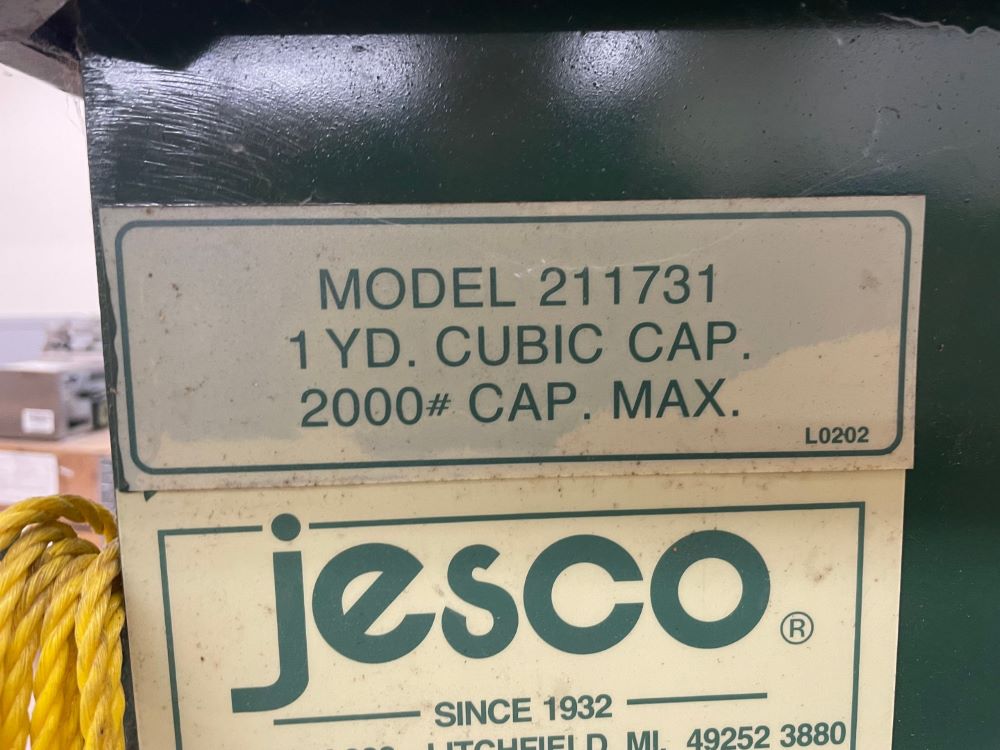 MODEL 211731
1 YD. CUBIC CAP.
2000# CAP. MAX.
L0202
jesco ®
SINCE 1932
LITCHFIELD, MI. 49252 3880